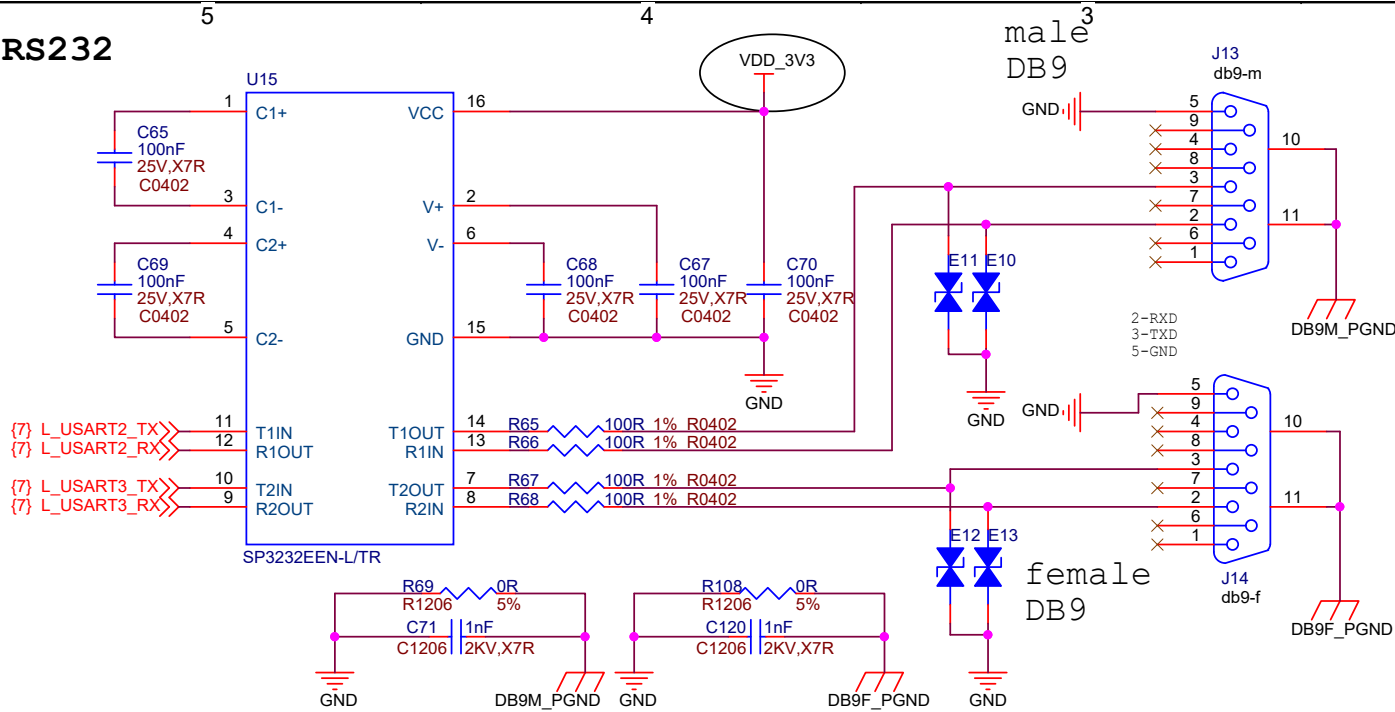 5
4
3
RS232
U15
1
C1+
VCC
16
C65
100nF
25V,X7R
C0402
3
C1-
V+
2
4
C2+
V-
6
C69
100nF
25V,X7R
C0402
5
C2-
GND
15
VDD_3V3
C68
100nF
25V,X7R
C0402
C67
100nF
25V,X7R
C0402
C70
100nF
25V,X7R
C0402
GND
{7} L_USART2_TX
11
T1IN
T1OUT
14
R65
100R 1% R0402
{7} L_USART2_RX
12
R1OUT
R1IN
13
R66
100R 1% R0402
{7} L_USART3_TX
10
T2IN
T2OUT
7
R67
100R 1% R0402
{7} L_USART3_RX
9
R2OUT
R2IN
8
R68
100R 1% R0402
SP3232EEN-L/TR
male
DB9
J13
db9-m
GND
5
9
4
8
3
7
2
6
1
10
11
E11
E10
GND
DB9M_PGND
2-RXD
3-TXD
5-GND
GND
5
9
4
8
3
7
2
6
1
10
11
E12
E13
GND
female
DB9
J14
db9-f
DB9F_PGND
R69
0R
R1206
5%
C71
1nF
C1206
2KV,X7R
GND
DB9M_PGND
R108
0R
R1206
5%
C120
1nF
C1206
2KV,X7R
GND
DB9F_PGND